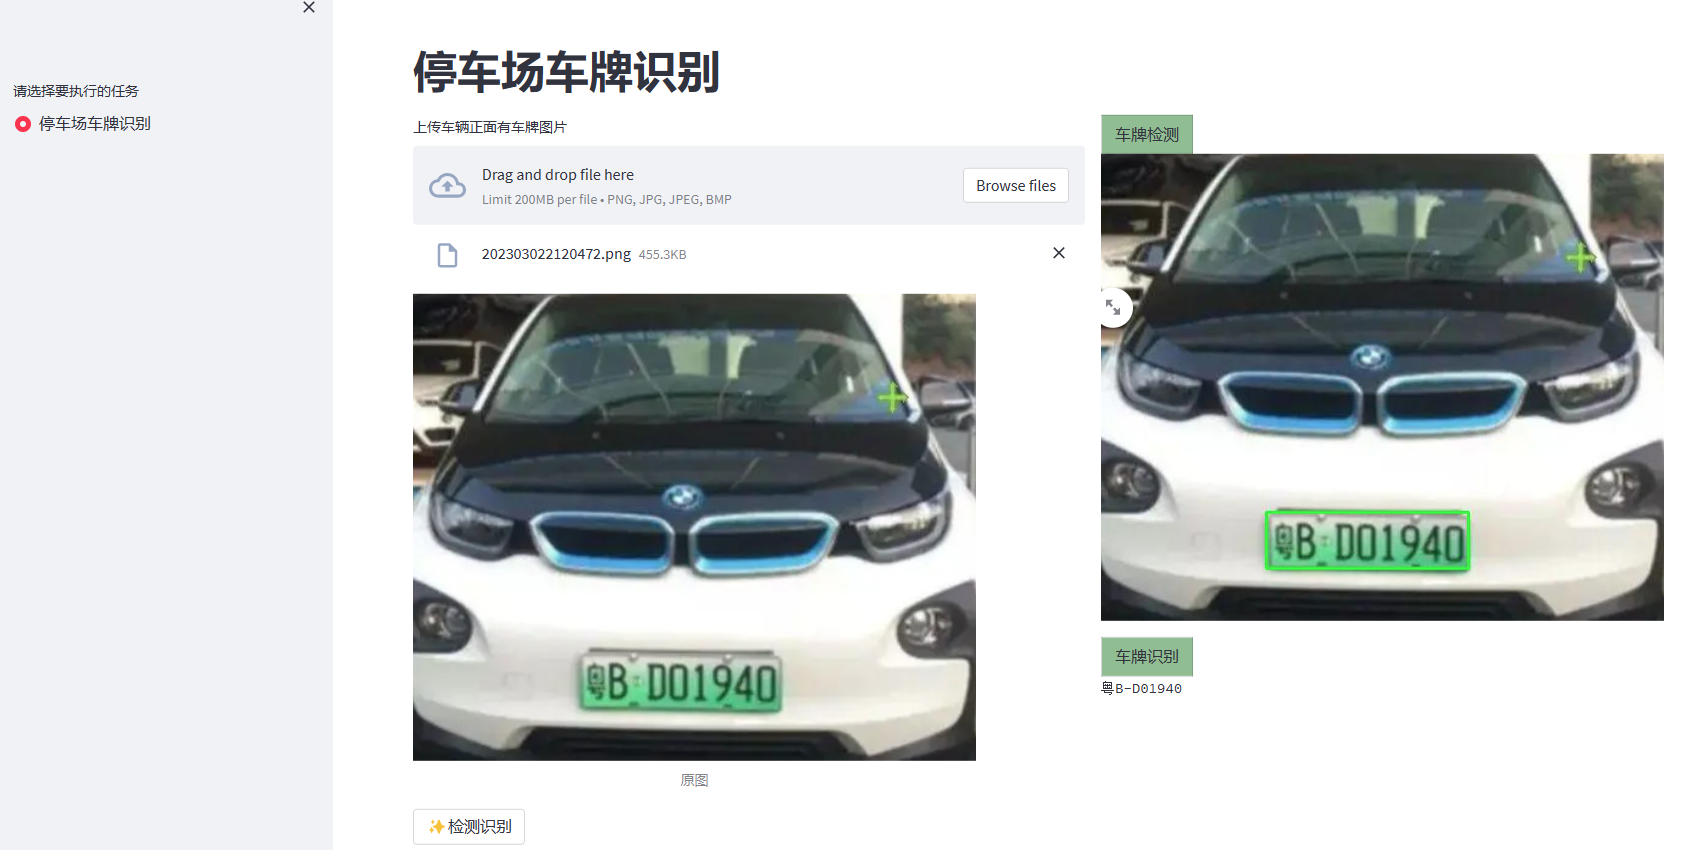 请选择要执行的任务
停车场车牌识别
停车场车牌识别
上传车辆正面有车牌图片
Drag and drop file here
Limit 200MB per file • PNG, JPG, JPEG, BMP
Browse files
202303022120472.png 455.3KB
粤B·D01940
原图
✨检测识别
车牌检测
粤B·D01940
车牌识别
粤B-D01940